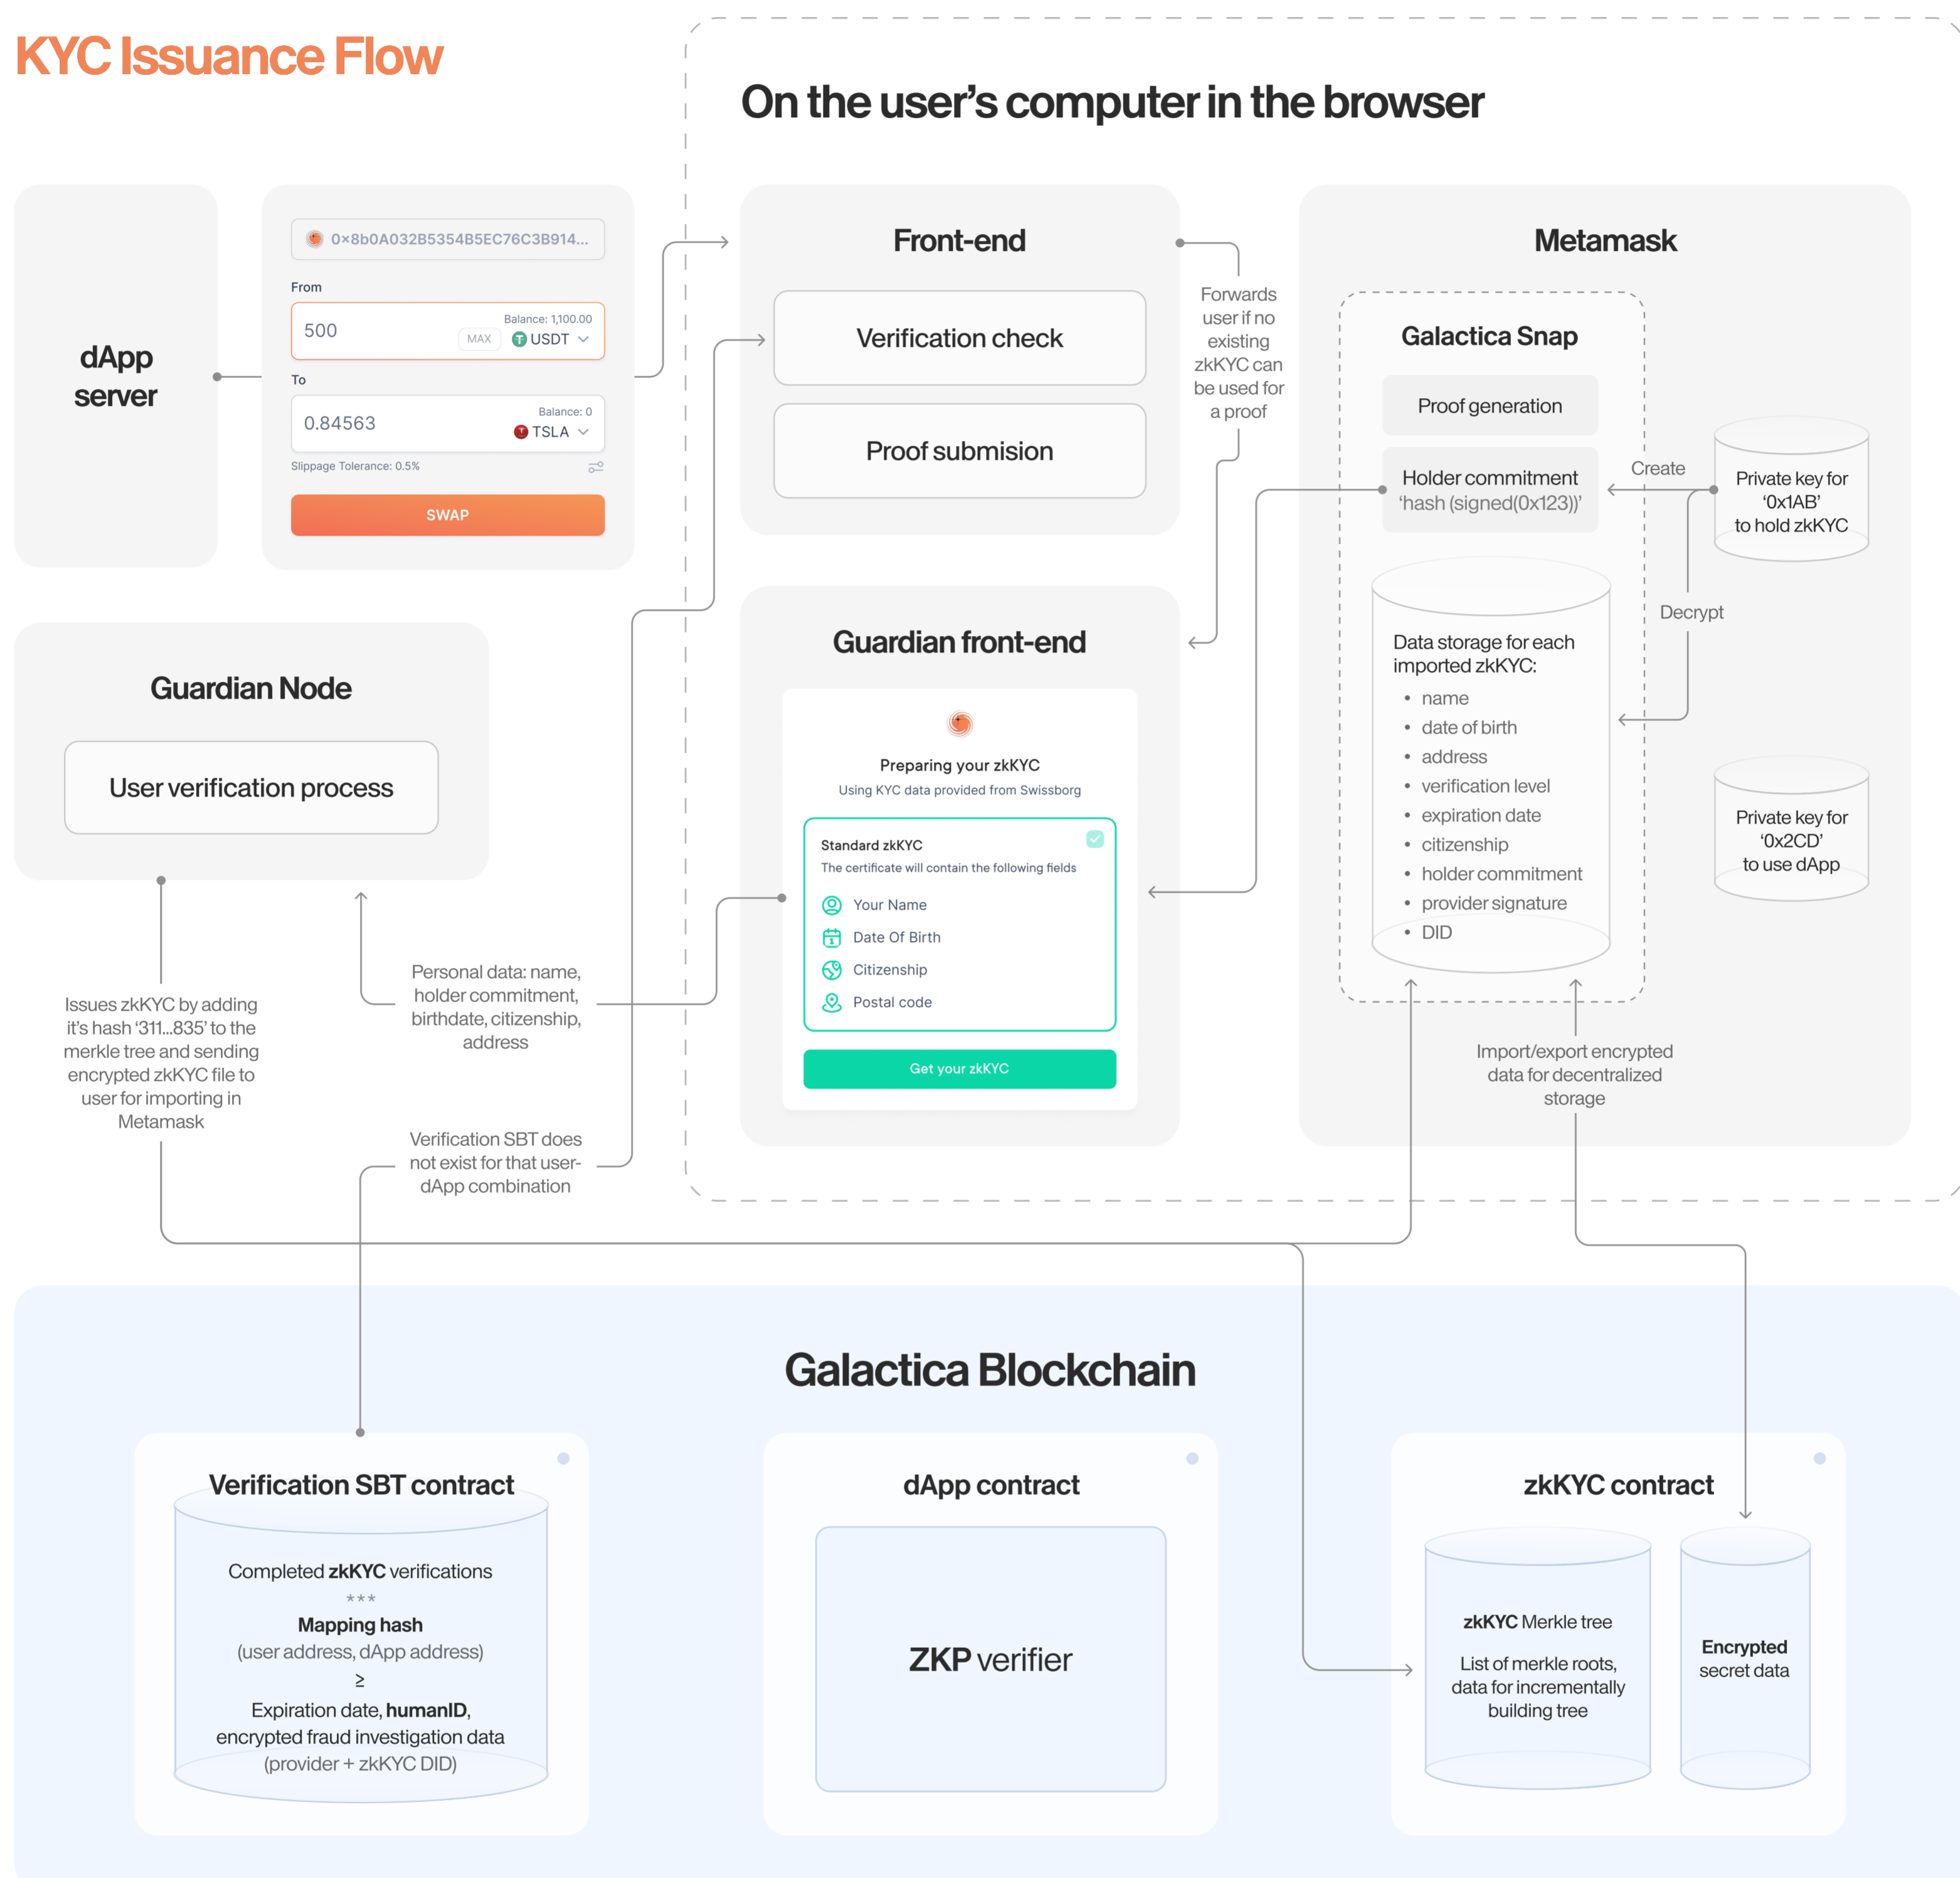 KYC Issuance Flow
On the user's computer in the browser
dApp
server
0×8b0A032B5354B5EC76C3B914...
From
500
Balance: 1,100.00
MAX
USDT
To
0.84563
Balance: 0
TSLA
Slippage Tolerance: 0.5%
SWAP
Front-end
Verification check
Proof submision
Forwards
user if no
existing
zkKYC can
be used for
a proof
Metamask
Galactica Snap
Proof generation
Holder commitment
‘hash (signed(0x123))’
Create
Private key for
‘0x1AB’
to hold zkKYC
Decrypt
Data storage for each
imported zkKYC:
• name
• date of birth
• address
• verification level
• expiration date
• citizenship
• holder commitment
• provider signature
• DID
Private key for
‘0x2CD’
to use dApp
Guardian Node
User verification process
Guardian front-end
Preparing your zkKYC
Using KYC data provided from Swissborg
Standard zkKYC
The certificate will contain the following fields
Your Name
Date Of Birth
Citizenship
Postal code
Get your zkKYC
Issues zkKYC by adding
it’s hash ‘311...835’ to the
merkle tree and sending
encrypted zkKYC file to
user for importing in
Metamask
Personal data: name,
holder commitment,
birthdate, citizenship,
address
Verification SBT does
not exist for that user-
dApp combination
Import/export encrypted
data for decentralized
storage
Galactica Blockchain
Verification SBT contract
Completed zkKYC verifications
***
Mapping hash
(user address, dApp address)
≥
Expiration date, humanID,
encrypted fraud investigation data
(provider + zkKYC DID)
dApp contract
ZKP verifier
zkKYC contract
zkKYC Merkle tree
List of merkle roots,
data for incrementally
building tree
Encrypted
secret data